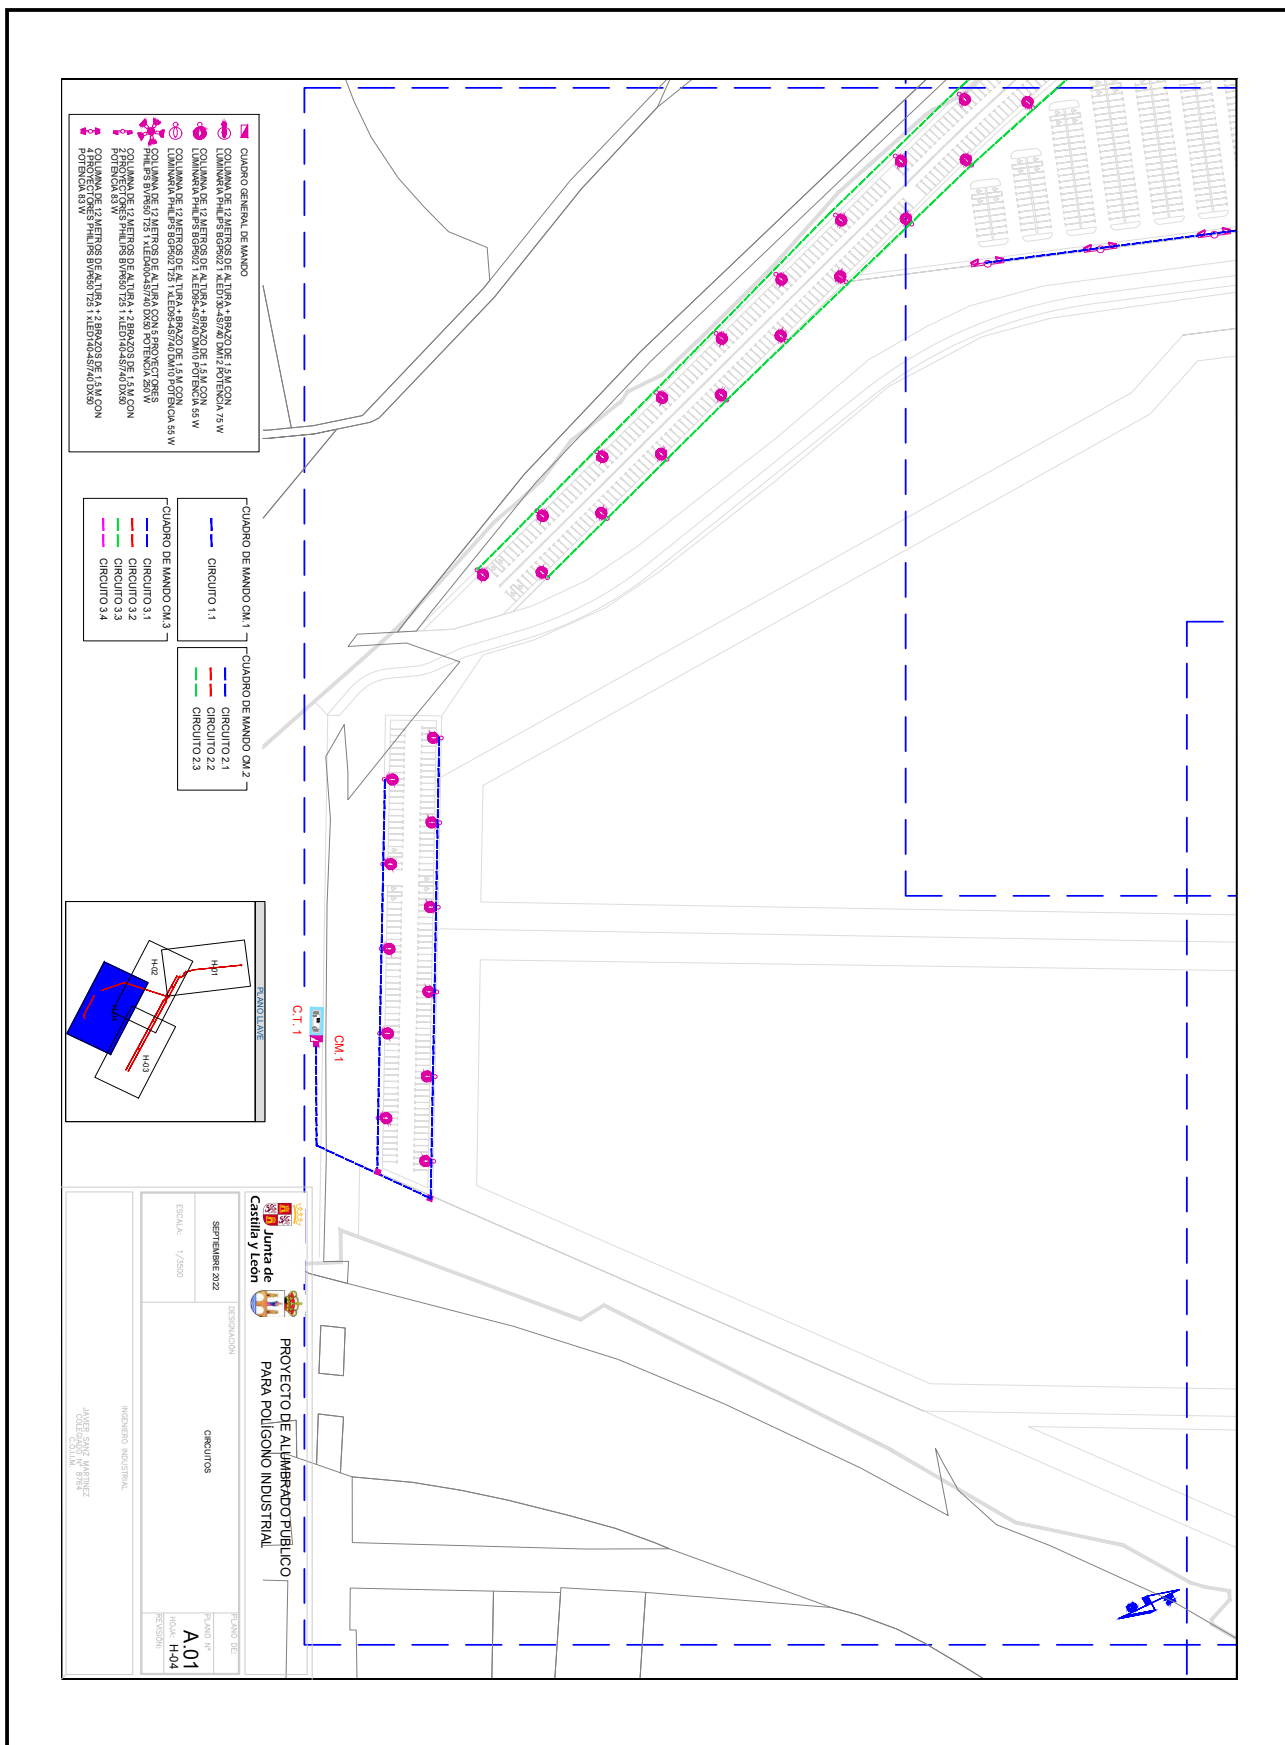 CUADRO GENERAL DE MANDO
COLUMNA DE 12 METROS DE ALTURA + BRAZO DE 1,5 M CON
LUMINARIA PHILIPS BGP502 1 xLED130-4S/740 DM12 POTENCIA 75 W
COLUMNA DE 12 METROS DE ALTURA + BRAZO DE 1,5 M CON
LUMINARIA PHILIPS BGP502 1 xLED95-4S/740 DM10 POTENCIA 55 W
COLUMNA DE 12 METROS DE ALTURA + BRAZO DE 1,5 M CON
LUMINARIA PHILIPS BGP502 T25 1 xLED95-4S/740 DM10 POTENCIA 55 W
COLUMNA DE 12 METROS DE ALTURA CON 5 PROYECTORES
PHILIPS BVP650 T25 1 xLED400-4S/740 DX50 POTENCIA 250 W
COLUMNA DE 12 METROS DE ALTURA + 2 BRAZOS DE 1,5 M CON
2 PROYECTORES PHILIPS BVP650 T25 1 xLED140-4S/740 DX50
POTENCIA 83 W
COLUMNA DE 12 METROS DE ALTURA + 2 BRAZOS DE 1,5 M CON
4 PROYECTORES PHILIPS BVP650 T25 1 xLED140-4S/740 DX50
POTENCIA 83 W
CUADRO DE MANDO CM.1
CIRCUITO 1.1
CUADRO DE MANDO CM.2
CIRCUITO 2.1
CIRCUITO 2.2
CIRCUITO 2.3
CUADRO DE MANDO CM.3
CIRCUITO 3.1
CIRCUITO 3.2
CIRCUITO 3.3
CIRCUITO 3.4
CM.1
C.T. 1
PLANO LLAVE
H-01
H-02
H-03
Junta de
Castilla y León
PROYECTO DE ALUMBRADO PÚBLICO
PARA POLÍGONO INDUSTRIAL
SEPTIEMBRE 2022
ESCALA: 1/3500
DESIGNACIÓN
CIRCUITOS
PLANO DE:
PLANO Nº
A.01
HOJA: H-04
REVISIÓN:
INGENIERO INDUSTRIAL
JAVIER SANZ MARTINEZ
COLEGIADO Nº 8764
C.O.I.I.M.